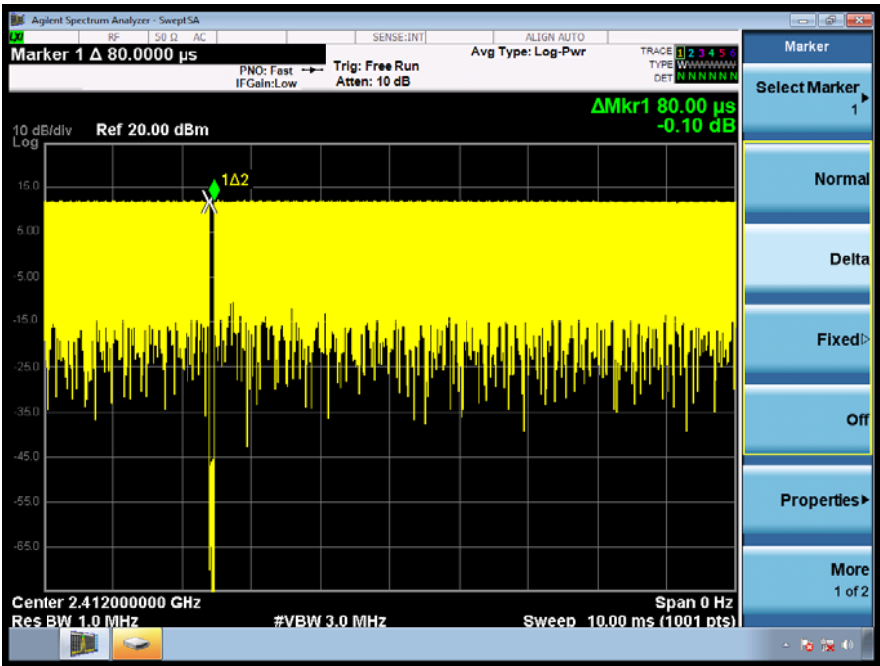 Agilent Spectrum Analyzer - Swept SA
RF 50 Ω AC SENSE:INT ALIGN AUTO
Marker 1 Δ 80.0000 µs
PNO: Fast
IFGain:Low
Trig: Free Run
Atten: 10 dB
Avg Type: Log-Pwr
TRACE 1 2 3 4 5 6
TYPE WWWWWW
DET N N N N N N
ΔMkr1 80.00 µs
-0.10 dB
10 dB/div Ref 20.00 dBm
Log
1Δ2
15.0
5.00
-5.00
-15.0
-25.0
-35.0
-45.0
-55.0
-65.0
Center 2.412000000 GHz Span 0 Hz
Res BW 1.0 MHz #VBW 3.0 MHz Sweep 10.00 ms (1001 pts)
Marker
Select Marker
1
Normal
Delta
Fixed
Off
Properties
More
1 of 2